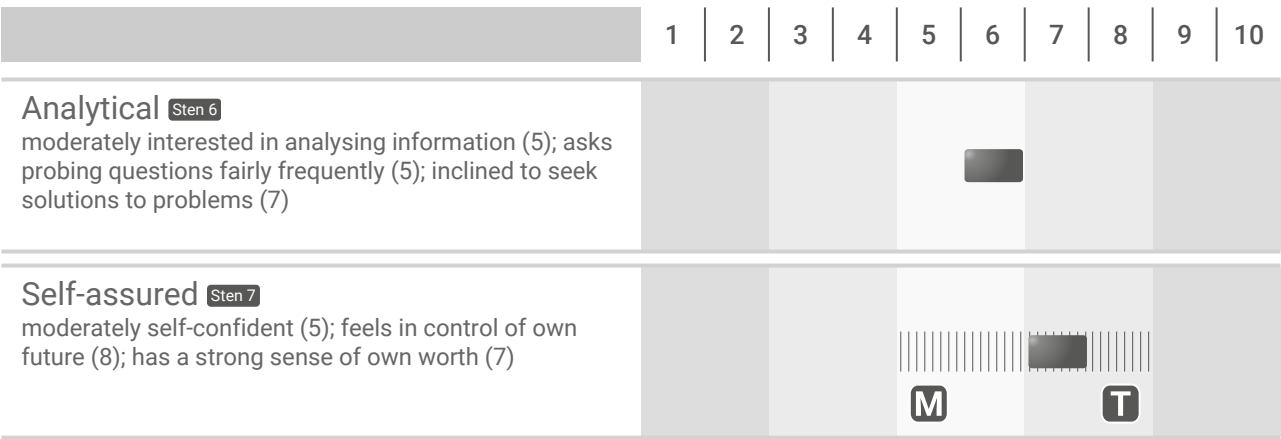 1 2 3 4 5 6 7 8 9 10
Analytical Sten 6
moderately interested in analysing information (5); asks
probing questions fairly frequently (5); inclined to seek
solutions to problems (7)
Self-assured Sten 7
moderately self-confident (5); feels in control of own
future (8); has a strong sense of own worth (7)
M T